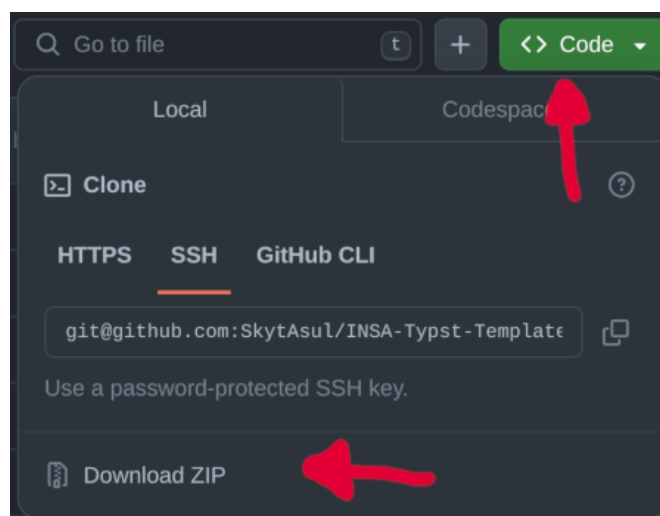 Go to file t + <> Code
Local Codespac
Clone
HTTPS SSH GitHub CLI
git@github.com:SkytAsul/INSA-Typst-Template
Use a password-protected SSH key.
Download ZIP